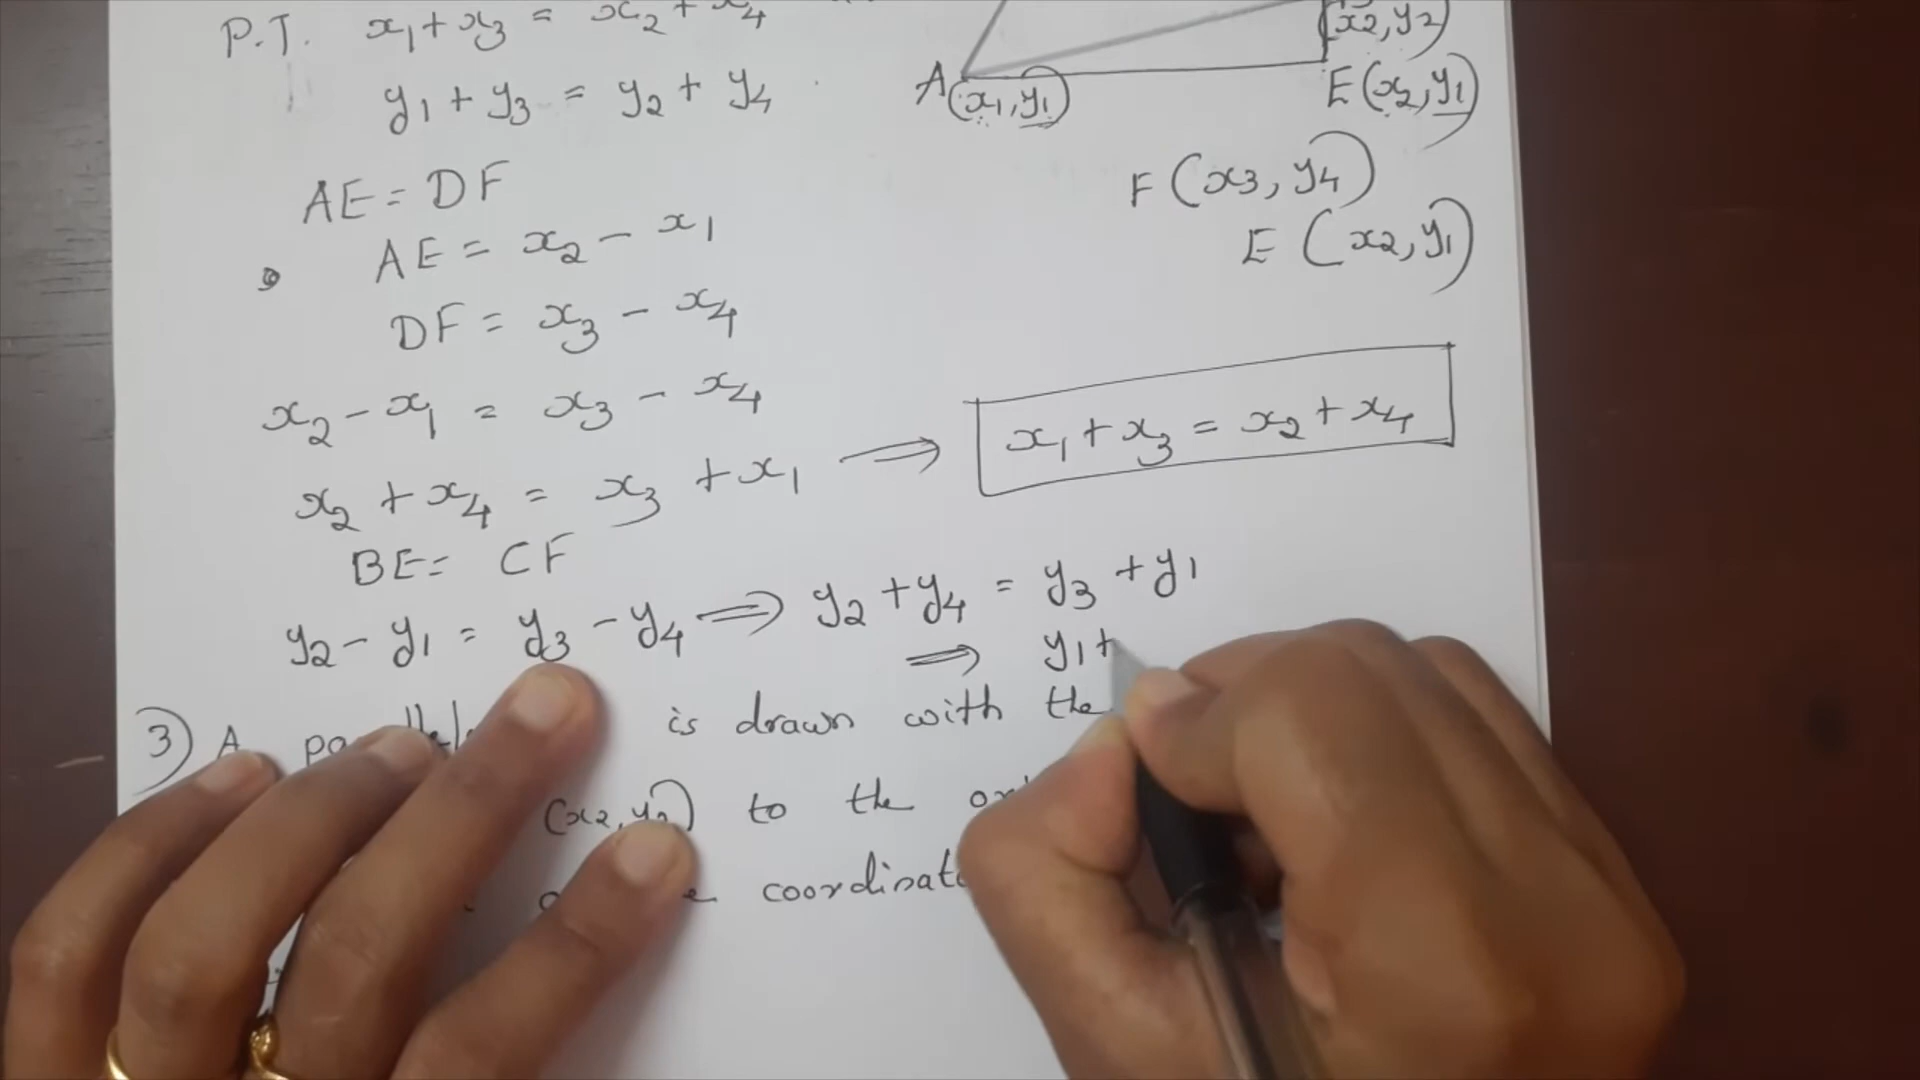 P.T. x1 + x3 = x2 + x4
y1 + y3 = y2 + y4
(x2, y2)
A (x1, y1)
E (x2, y1)
AE = DF
F (x3, y4)
AE = x2 - x1
E (x2, y1)
DF = x3 - x4
x2 - x1 = x3 - x4
x2 + x4 = x3 + x1 ⟹ x1 + x3 = x2 + x4
BE = CF
y2 - y1 = y3 - y4 ⟹ y2 + y4 = y3 + y1
⟹ y1 +
3) A is drawn with the
(x2, y2) to the